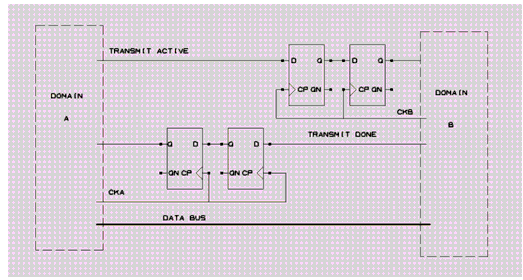 TRANSMIT ACTIVE
D Q D Q
CP QN CP QN
DOMAIN
A
DOMAIN
B
CKB
TRANSMIT DONE
Q D Q D
QN CP QN CP
CKA
DATA BUS